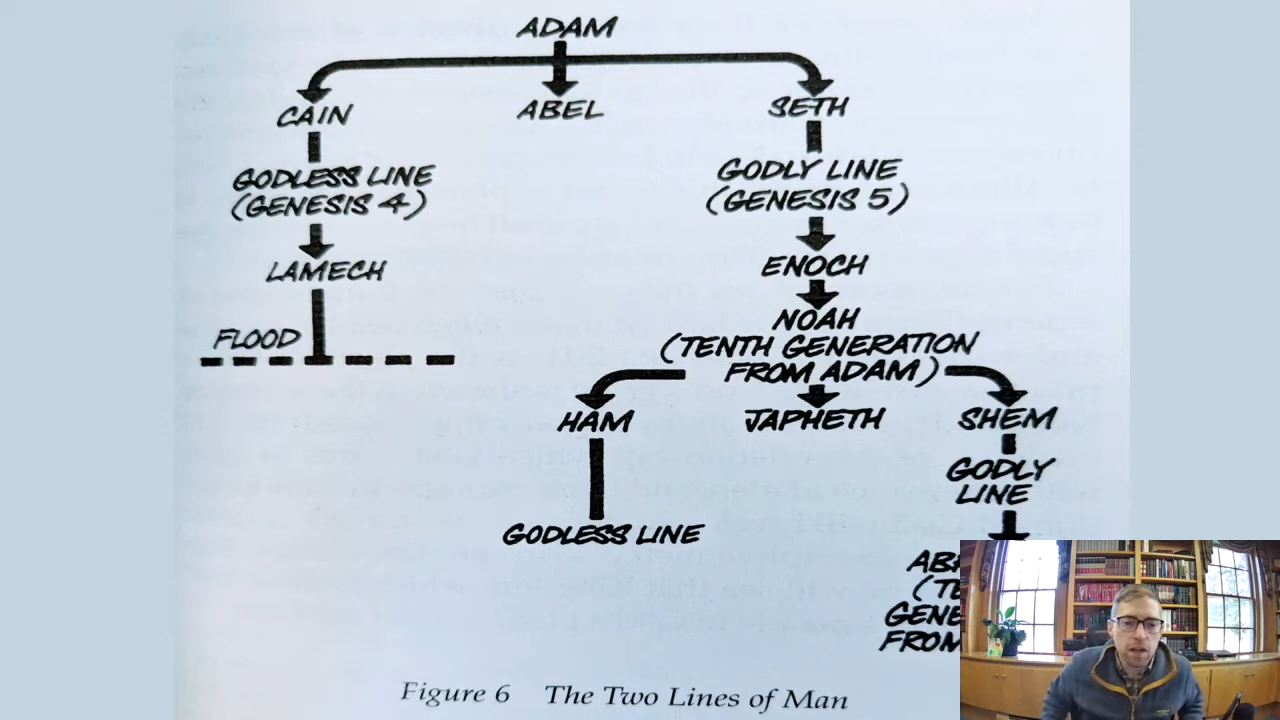 ADAM
CAIN
ABEL
SETH
GODLESS LINE
(GENESIS 4)
GODLY LINE
(GENESIS 5)
LAMECH
ENOCH
FLOOD
NOAH
(TENTH GENERATION
FROM ADAM)
HAM
JAPHETH
SHEM
GODLY
LINE
GODLESS LINE
Figure 6 The Two Lines of Man